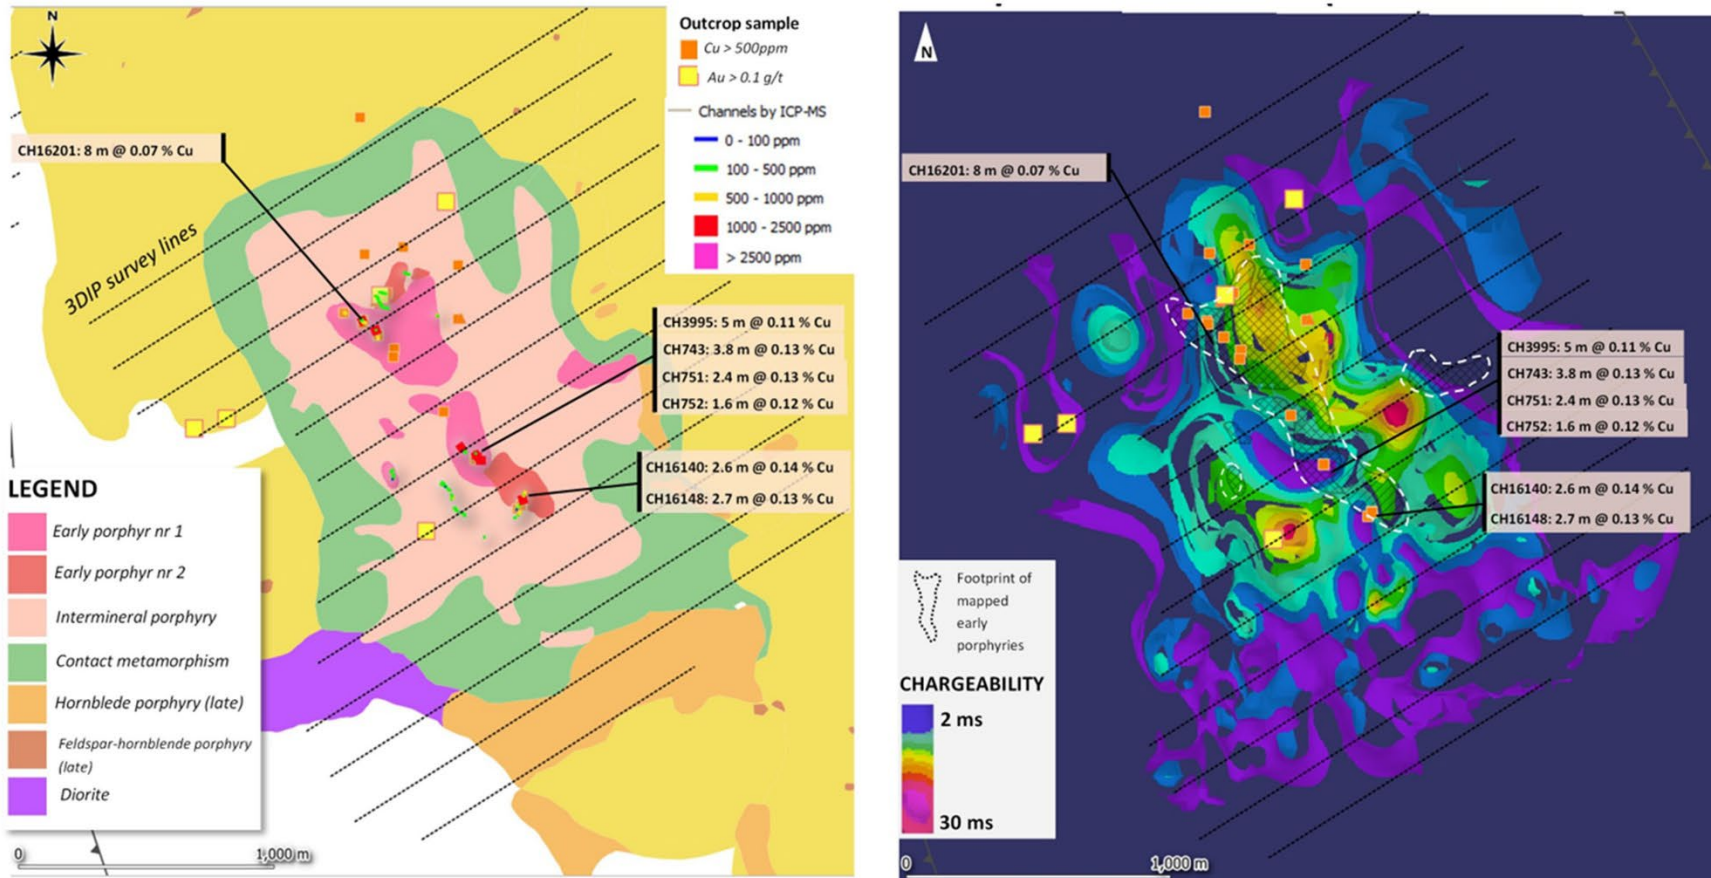 N
Outcrop sample
Cu > 500ppm
Au > 0.1 g/t
Channels by ICP-MS
0 - 100 ppm
100 - 500 ppm
500 - 1000 ppm
1000 - 2500 ppm
> 2500 ppm
CH16201: 8 m @ 0.07 % Cu
3DIP survey lines
CH3995: 5 m @ 0.11 % Cu
CH743: 3.8 m @ 0.13 % Cu
CH751: 2.4 m @ 0.13 % Cu
CH752: 1.6 m @ 0.12 % Cu
CH16140: 2.6 m @ 0.14 % Cu
CH16148: 2.7 m @ 0.13 % Cu
LEGEND
Early porphyr nr 1
Early porphyr nr 2
Intermineral porphyry
Contact metamorphism
Hornblede porphyry (late)
Feldspar-hornblende porphyry
(late)
Diorite
0
1,000 m
N
CH16201: 8 m @ 0.07 % Cu
CH3995: 5 m @ 0.11 % Cu
CH743: 3.8 m @ 0.13 % Cu
CH751: 2.4 m @ 0.13 % Cu
CH752: 1.6 m @ 0.12 % Cu
CH16140: 2.6 m @ 0.14 % Cu
CH16148: 2.7 m @ 0.13 % Cu
Footprint of
mapped
early
porphyries
CHARGEABILITY
2 ms
30 ms
0
1,000 m